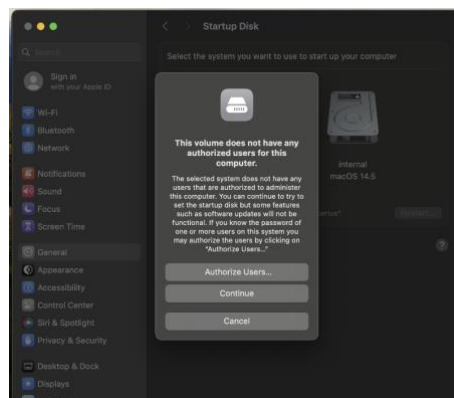 Startup Disk
Search
Select the system you want to use to start up your computer
Sign in
with your Apple ID
Wi-Fi
Bluetooth
Network
Notifications
Sound
Focus
Screen Time
General
Appearance
Accessibility
Control Center
Siri & Spotlight
Privacy & Security
Desktop & Dock
Displays
This volume does not have any
authorized users for this
computer.
The selected system does not have any
users that are authorized to administer
this computer. You can continue to try to
set the startup disk but some features
such as software updates will not be
functional. If you know the password of
one or more users on this system you
may authorize the users by clicking on
"Authorize Users..."
Authorize Users...
Continue
Cancel
internal
macOS 14.5
Restart...
?